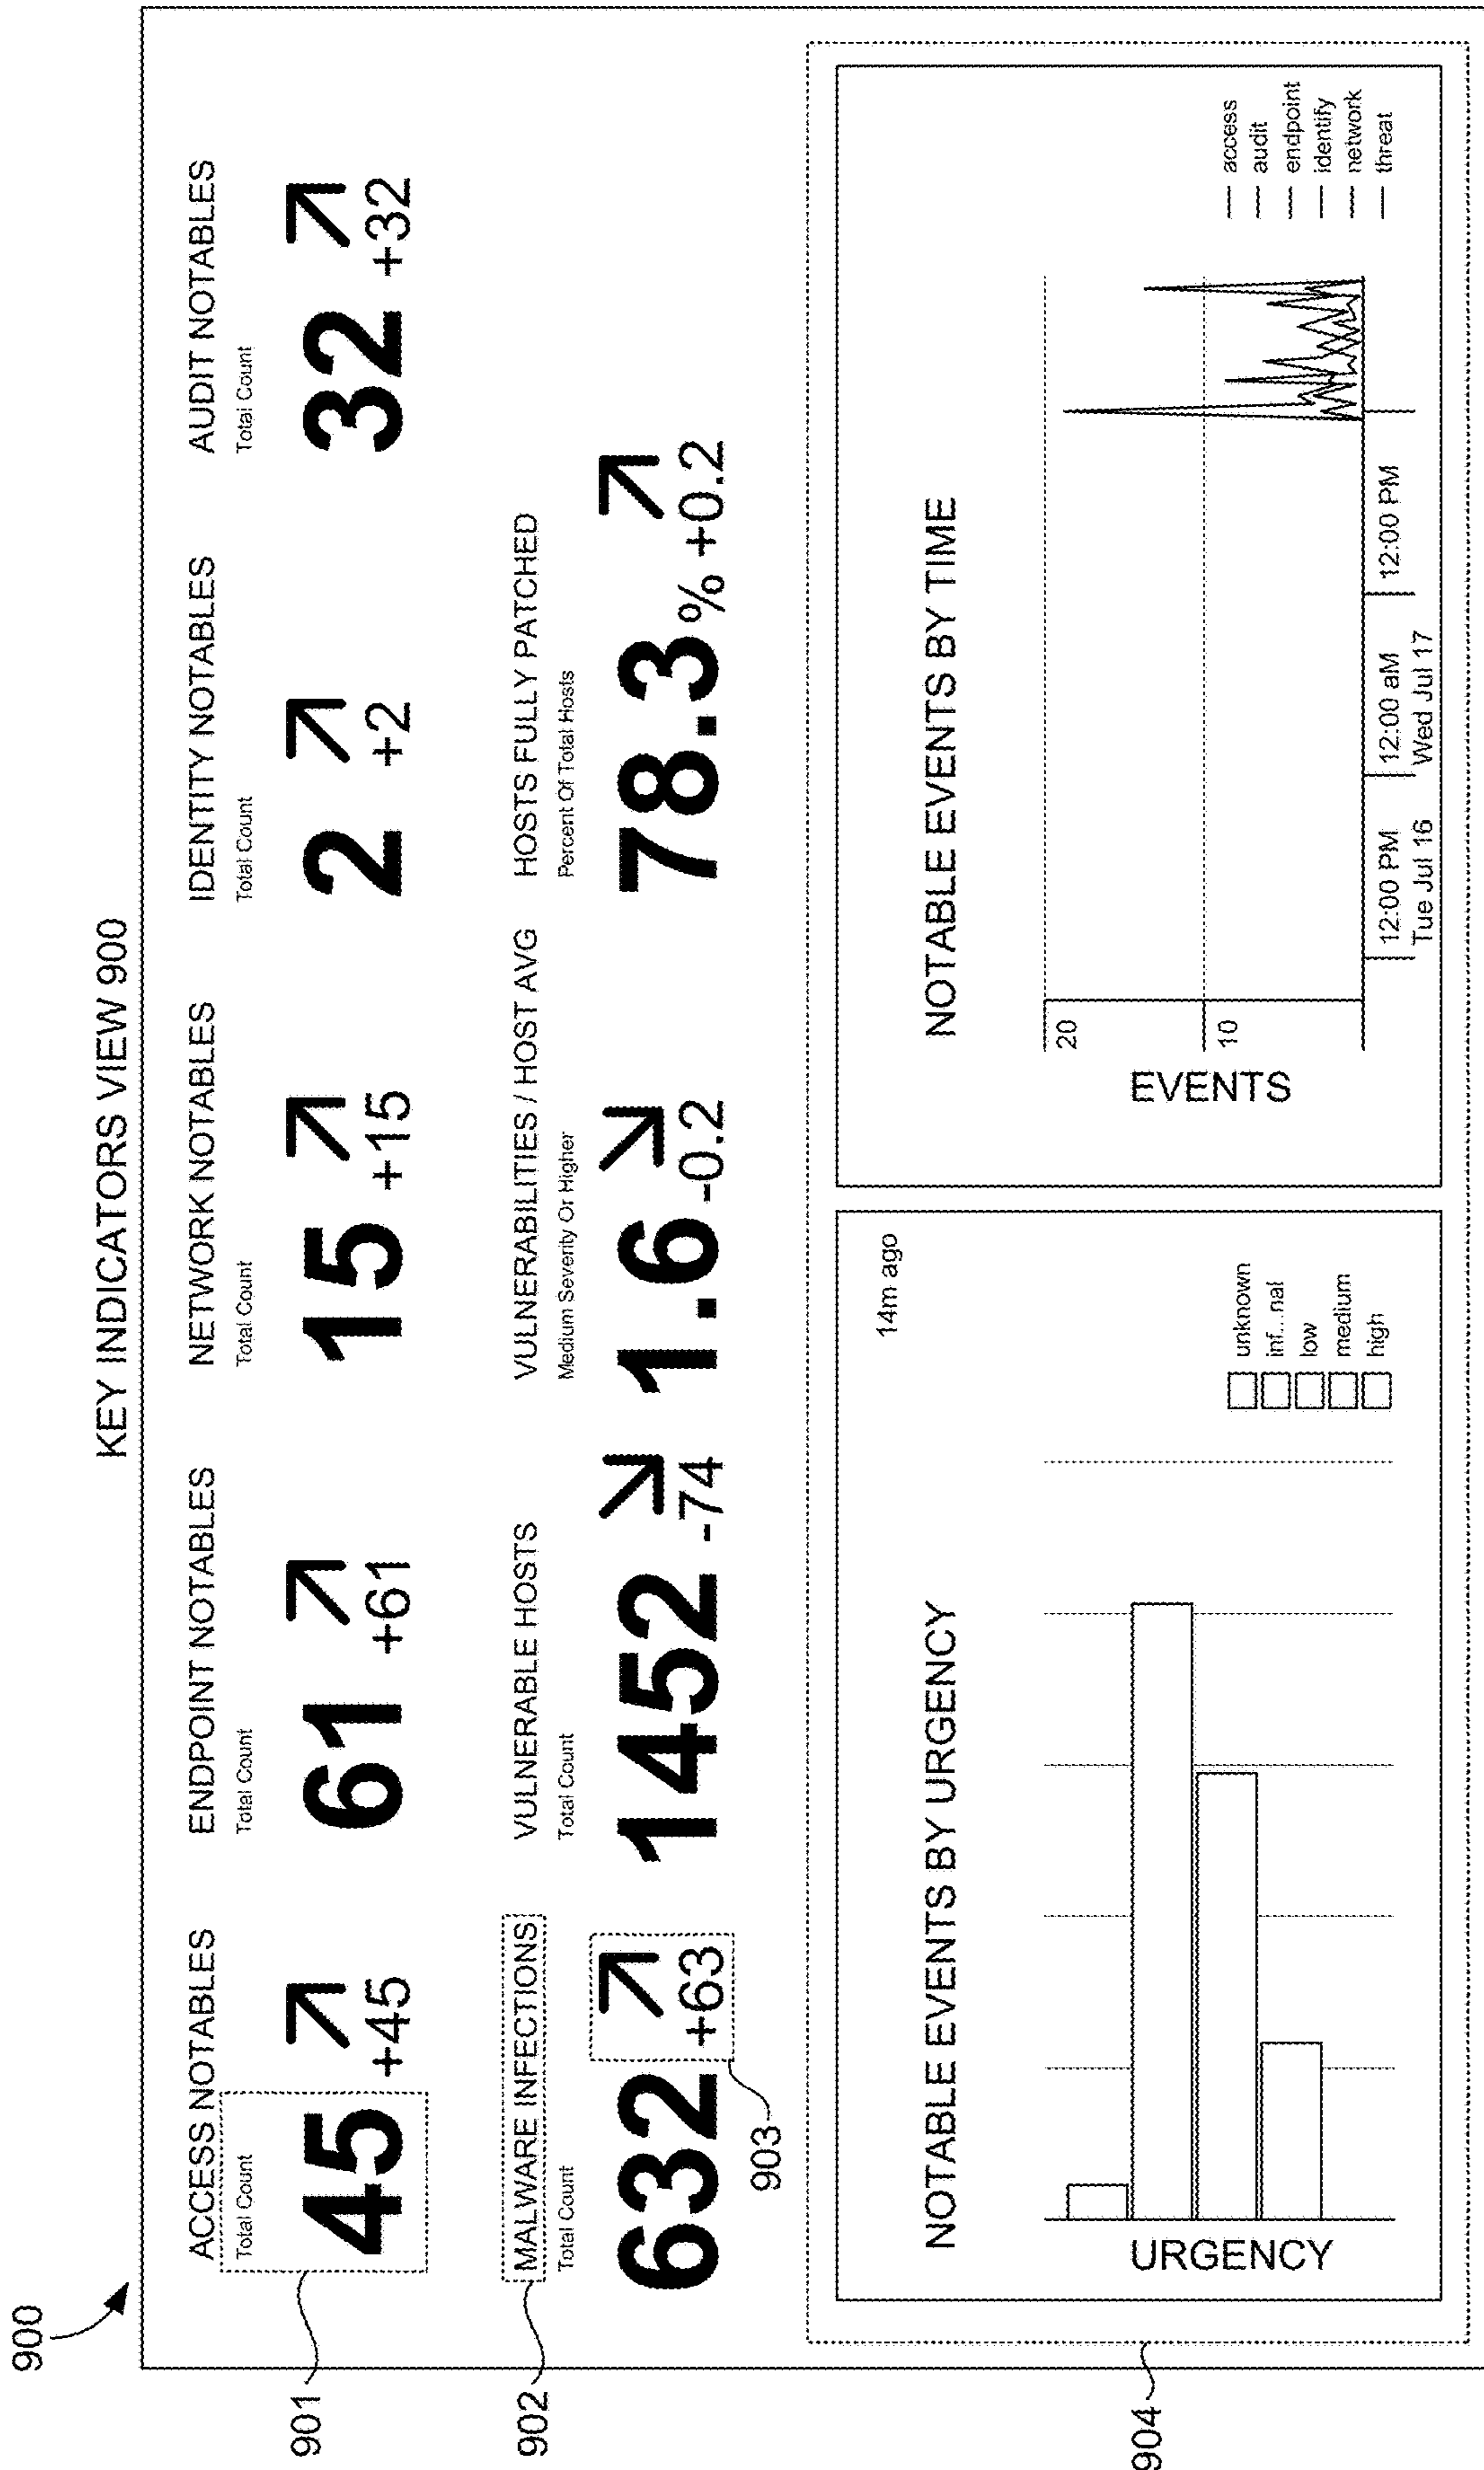 900
KEY INDICATORS VIEW 900
ACCESS NOTABLES
Total Count
45 +45
ENDPOINT NOTABLES
Total Count
61 +61
NETWORK NOTABLES
Total Count
15 +15
IDENTITY NOTABLES
Total Count
2 +2
AUDIT NOTABLES
Total Count
32 +32
901
MALWARE INFECTIONS
Total Count
632 +63
VULNERABLE HOSTS
Total Count
1452 -74
VULNERABILITIES / HOST AVG
Medium Severity Or Higher
1.6 -0.2
HOSTS FULLY PATCHED
Percent Of Total Hosts
78.3% +0.2
902
903
14m ago
NOTABLE EVENTS BY URGENCY
URGENCY
unknown
inf...nal
low
medium
high
NOTABLE EVENTS BY TIME
EVENTS
20
10
12:00 PM
Tue Jul 16
12:00 aM
Wed Jul 17
12:00 PM
access
audit
endpoint
identify
network
threat
904